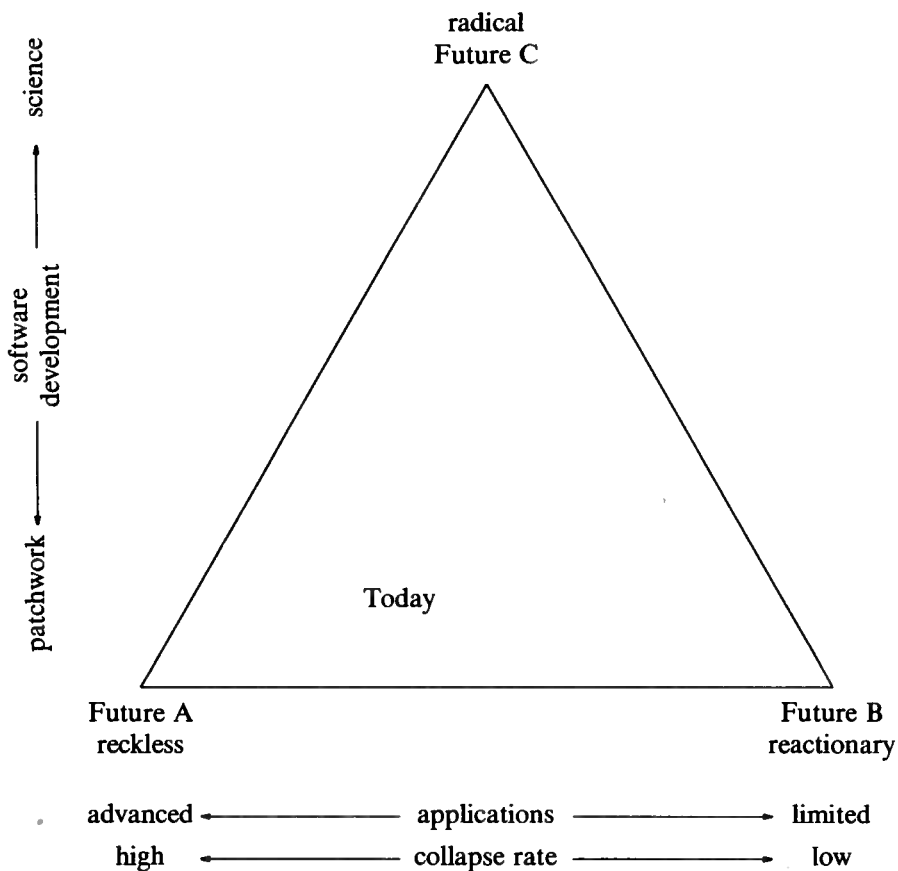 radical
Future C
science
software
development
patchwork
Today
Future A
reckless
Future B
reactionary
advanced applications limited
high collapse rate low